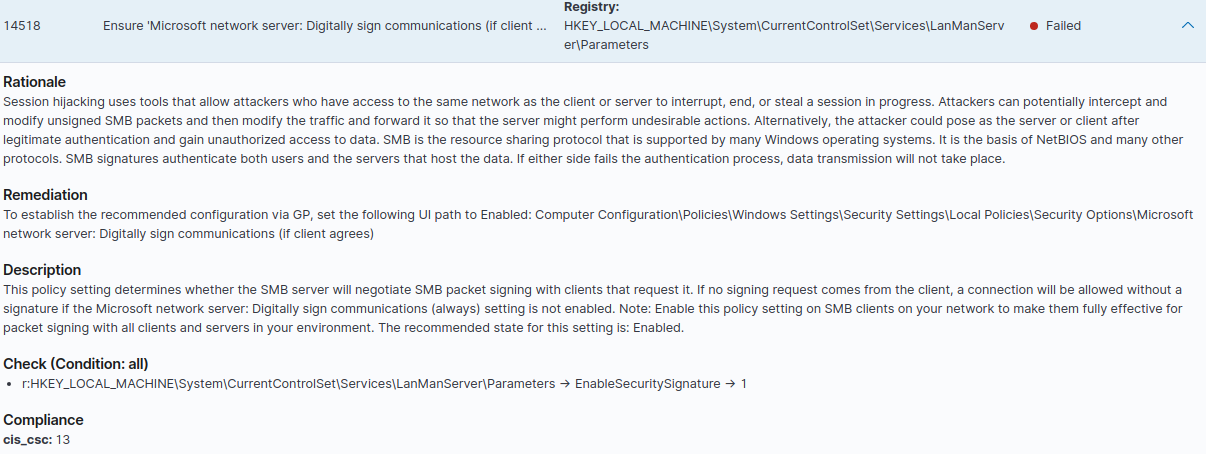 Registry:
14518 Ensure 'Microsoft network server: Digitally sign communications (if client ... HKEY_LOCAL_MACHINE\System\CurrentControlSet\Services\LanManServ Failed
er\Parameters
Rationale
Session hijacking uses tools that allow attackers who have access to the same network as the client or server to interrupt, end, or steal a session in progress. Attackers can potentially intercept and
modify unsigned SMB packets and then modify the traffic and forward it so that the server might perform undesirable actions. Alternatively, the attacker could pose as the server or client after
legitimate authentication and gain unauthorized access to data. SMB is the resource sharing protocol that is supported by many Windows operating systems. It is the basis of NetBIOS and many other
protocols. SMB signatures authenticate both users and the servers that host the data. If either side fails the authentication process, data transmission will not take place.
Remediation
To establish the recommended configuration via GP, set the following UI path to Enabled: Computer Configuration\Policies\Windows Settings\Security Settings\Local Policies\Security Options\Microsoft
network server: Digitally sign communications (if client agrees)
Description
This policy setting determines whether the SMB server will negotiate SMB packet signing with clients that request it. If no signing request comes from the client, a connection will be allowed without a
signature if the Microsoft network server: Digitally sign communications (always) setting is not enabled. Note: Enable this policy setting on SMB clients on your network to make them fully effective for
packet signing with all clients and servers in your environment. The recommended state for this setting is: Enabled.
Check (Condition: all)
• r:HKEY_LOCAL_MACHINE\System\CurrentControlSet\Services\LanManServer\Parameters → EnableSecuritySignature → 1
Compliance
cis_csc: 13